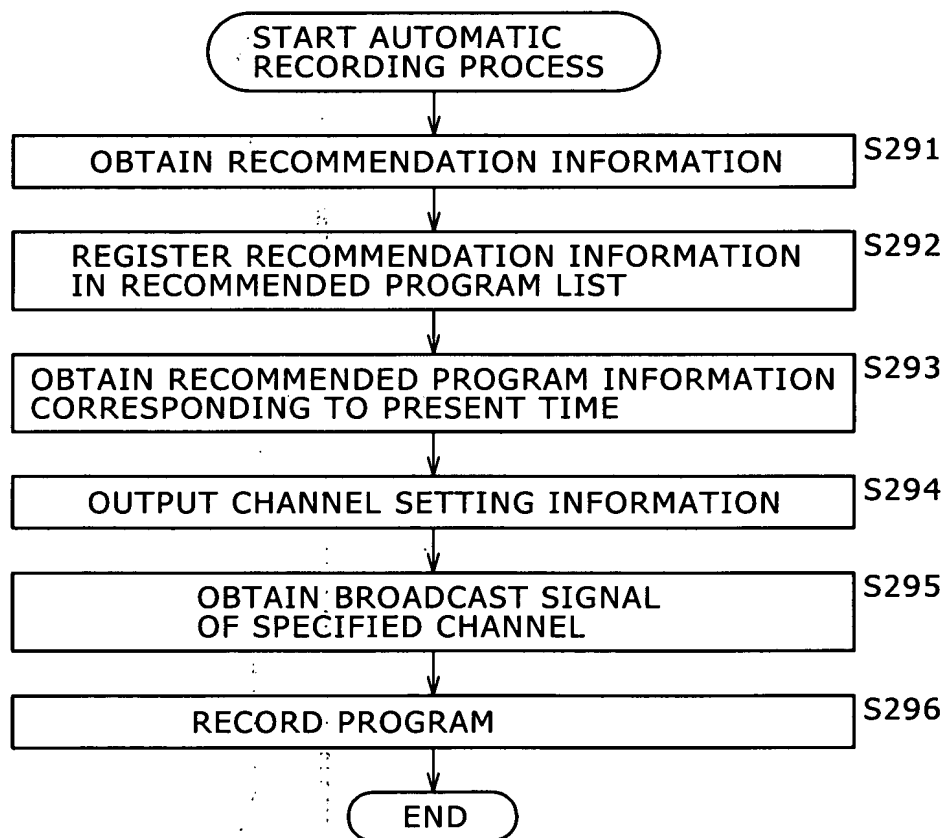 START AUTOMATIC
RECORDING PROCESS
OBTAIN RECOMMENDATION INFORMATION
S291
REGISTER RECOMMENDATION INFORMATION
IN RECOMMENDED PROGRAM LIST
S292
OBTAIN RECOMMENDED PROGRAM INFORMATION
CORRESPONDING TO PRESENT TIME
S293
OUTPUT CHANNEL SETTING INFORMATION
S294
OBTAIN BROADCAST SIGNAL
OF SPECIFIED CHANNEL
S295
RECORD PROGRAM
S296
END